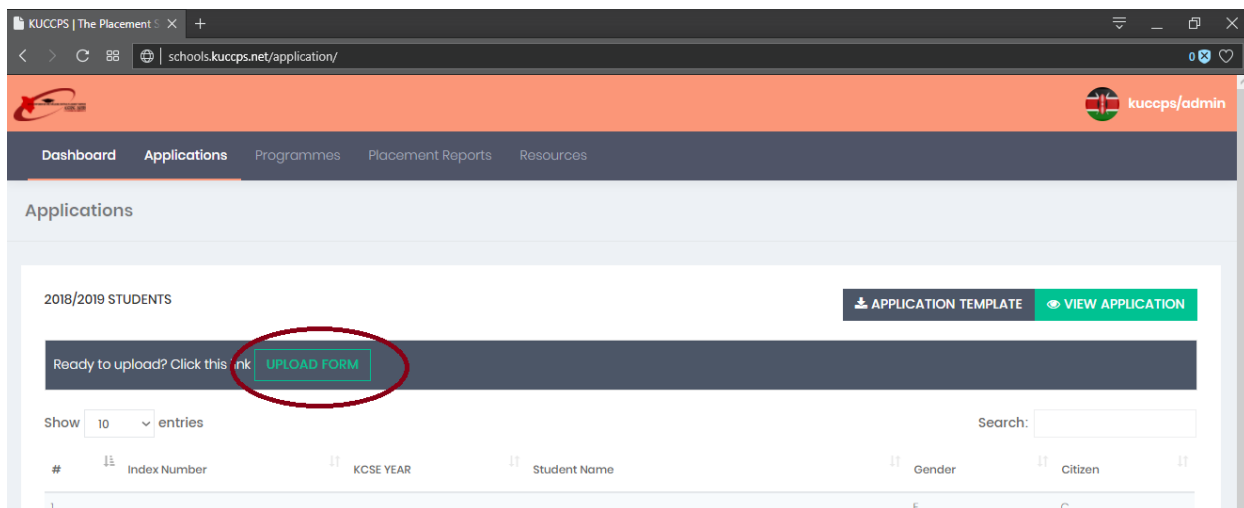 KUCCPS | The Placement S
schools.kuccps.net/application/
0
kuccps/admin
Dashboard Applications Programmes Placement Reports Resources
Applications
2018/2019 STUDENTS
APPLICATION TEMPLATE
VIEW APPLICATION
Ready to upload? Click this ink UPLOAD FORM
Show 10 entries
Search:
# Index Number KCSE YEAR Student Name Gender Citizen